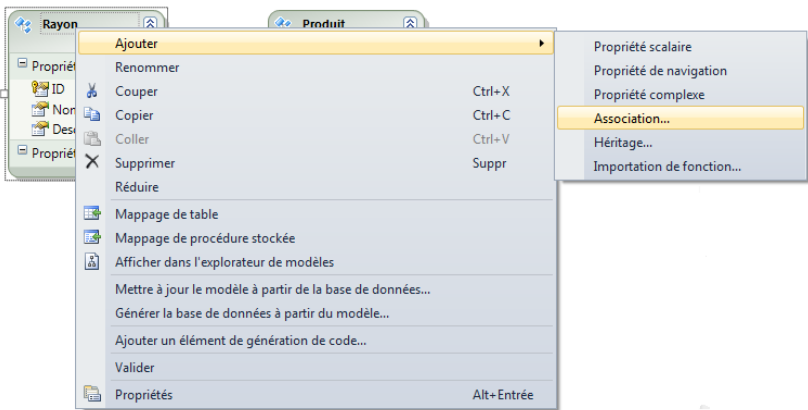 Rayon
Produit
Ajouter
Renommer
Couper Ctrl+X
Copier Ctrl+C
Coller Ctrl+V
Supprimer Suppr
Réduire
Mappage de table
Mappage de procédure stockée
Afficher dans l'explorateur de modèles
Mettre à jour le modèle à partir de la base de données...
Générer la base de données à partir du modèle...
Ajouter un élément de génération de code...
Valider
Propriétés Alt+Entrée
Propriété scalaire
Propriété de navigation
Propriété complexe
Association...
Héritage...
Importation de fonction...
Propriét
ID
Non
Desc
Propriét